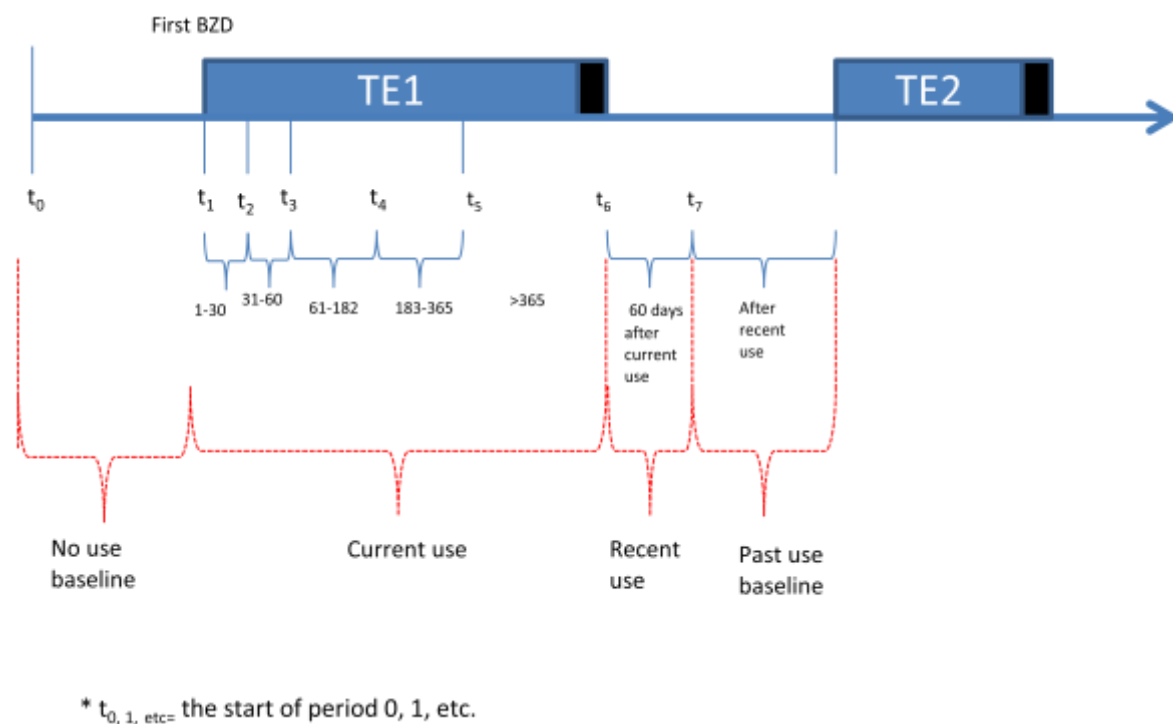 First BZD
TE1
TE2
t0
t1
t2
t3
t4
t5
t6
t7
1-30
31-60
61-182
183-365
>365
60 days
after
current
use
After
recent
use
No use
baseline
Current use
Recent
use
Past use
baseline
* t0, 1, etc= the start of period 0, 1, etc.